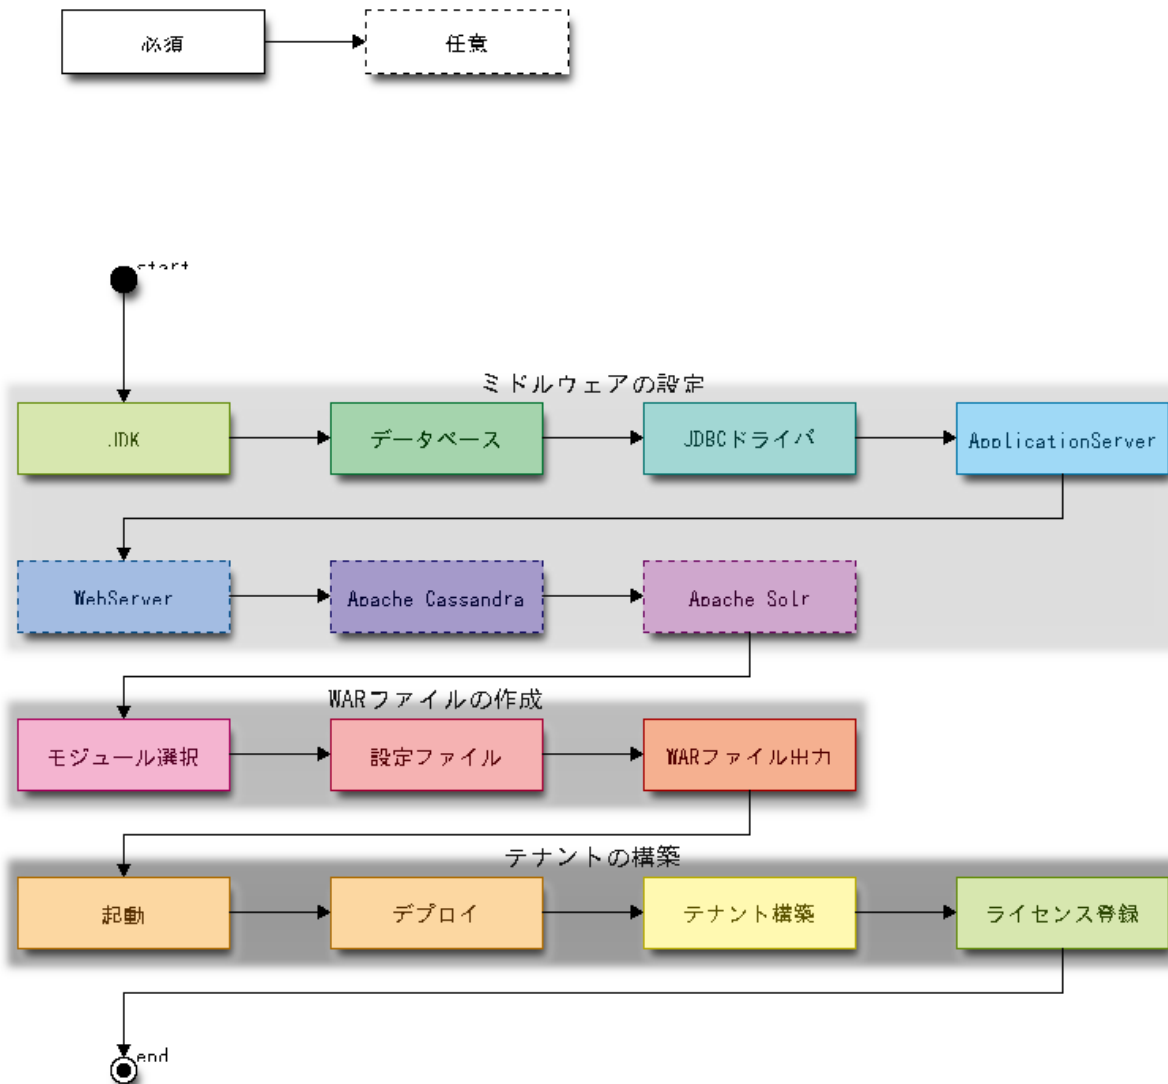 必須
任意
start
ミドルウェアの設定
JDK
データベース
JDBCドライバ
ApplicationServer
WebServer
Apache Cassandra
Apache Solr
WARファイルの作成
モジュール選択
設定ファイル
WARファイル出力
テナントの構築
起動
デプロイ
テナント構築
ライセンス登録
end